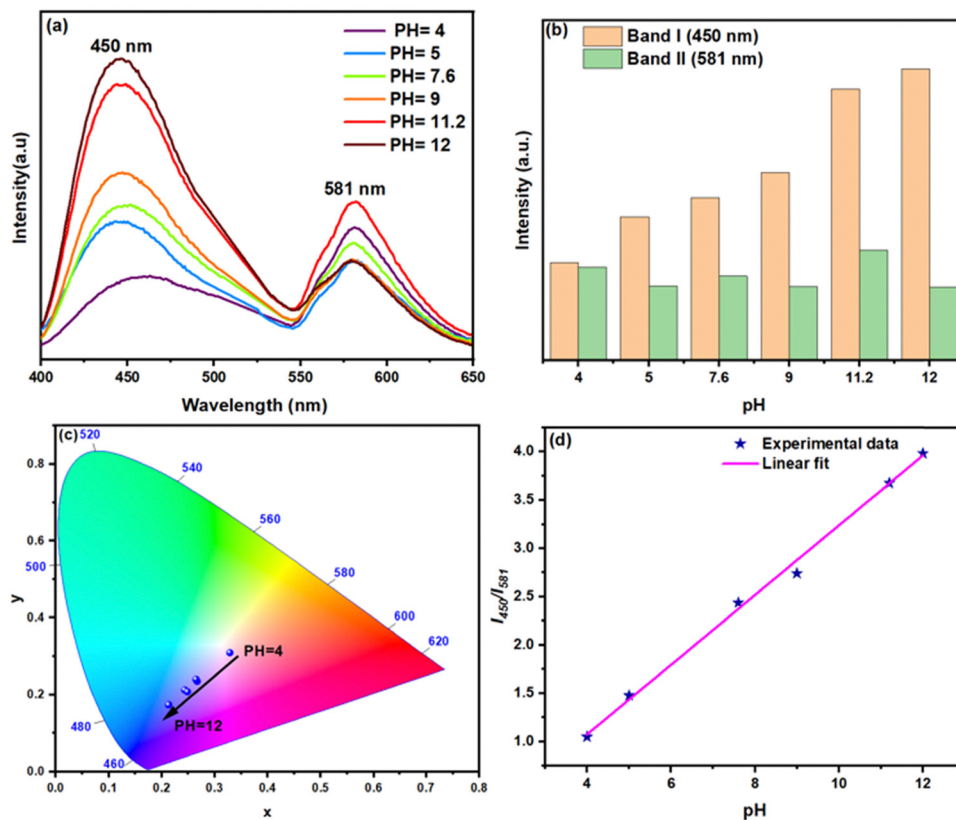 (a)
450 nm
PH= 4
PH= 5
PH= 7.6
PH= 9
PH= 11.2
PH= 12
581 nm
Intensity(a.u)
400 450 500 550 600 650
Wavelength (nm)
(b)
Band I (450 nm)
Band II (581 nm)
Intensity (a.u.)
4 5 7.6 9 11.2 12
pH
(c)
520
540
560
580
600
620
500
480
460
PH=4
PH=12
0.8
0.6
0.4
0.2
0.0
y
0.0 0.1 0.2 0.3 0.4 0.5 0.6 0.7 0.8
x
(d)
Experimental data
Linear fit
4.0
3.5
3.0
2.5
2.0
1.5
1.0
I450/I581
4 6 8 10 12
pH